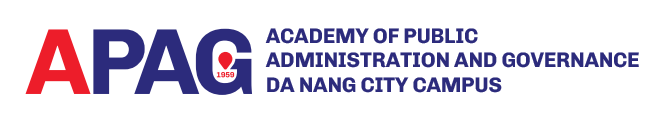 APAG
1959
ACADEMY OF PUBLIC
ADMINISTRATION AND GOVERNANCE
DA NANG CITY CAMPUS